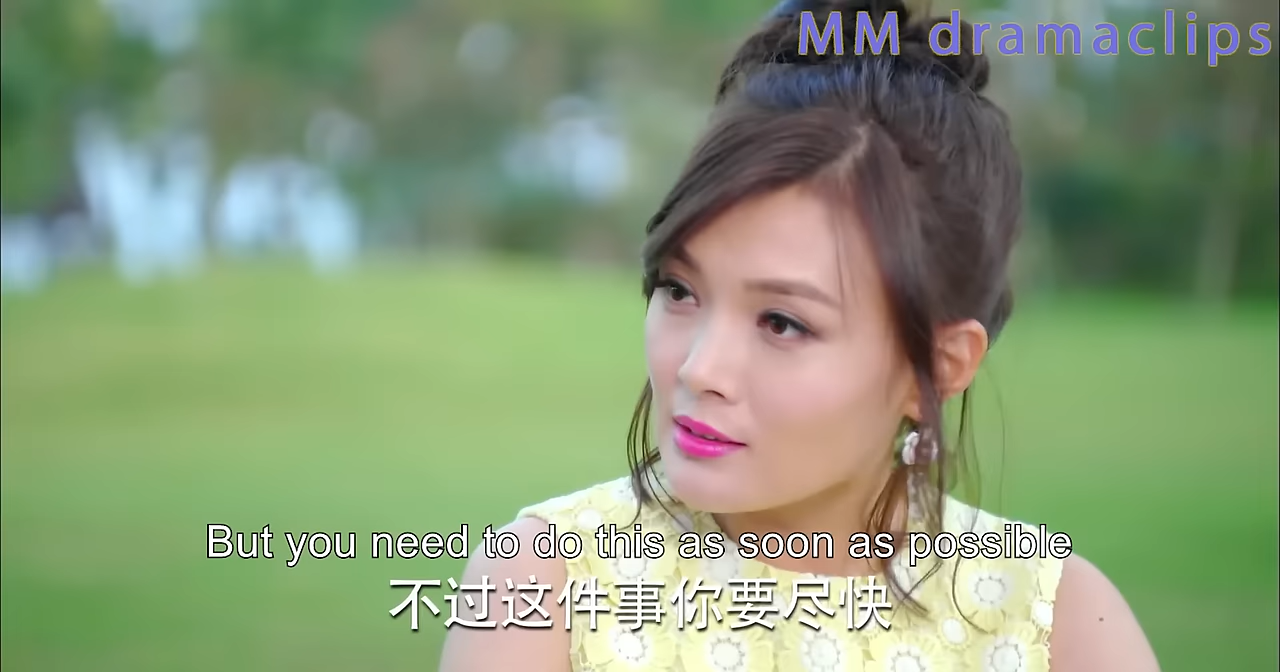 MM dramaclips
But you need to do this as soon as possible
不过这件事你要尽快